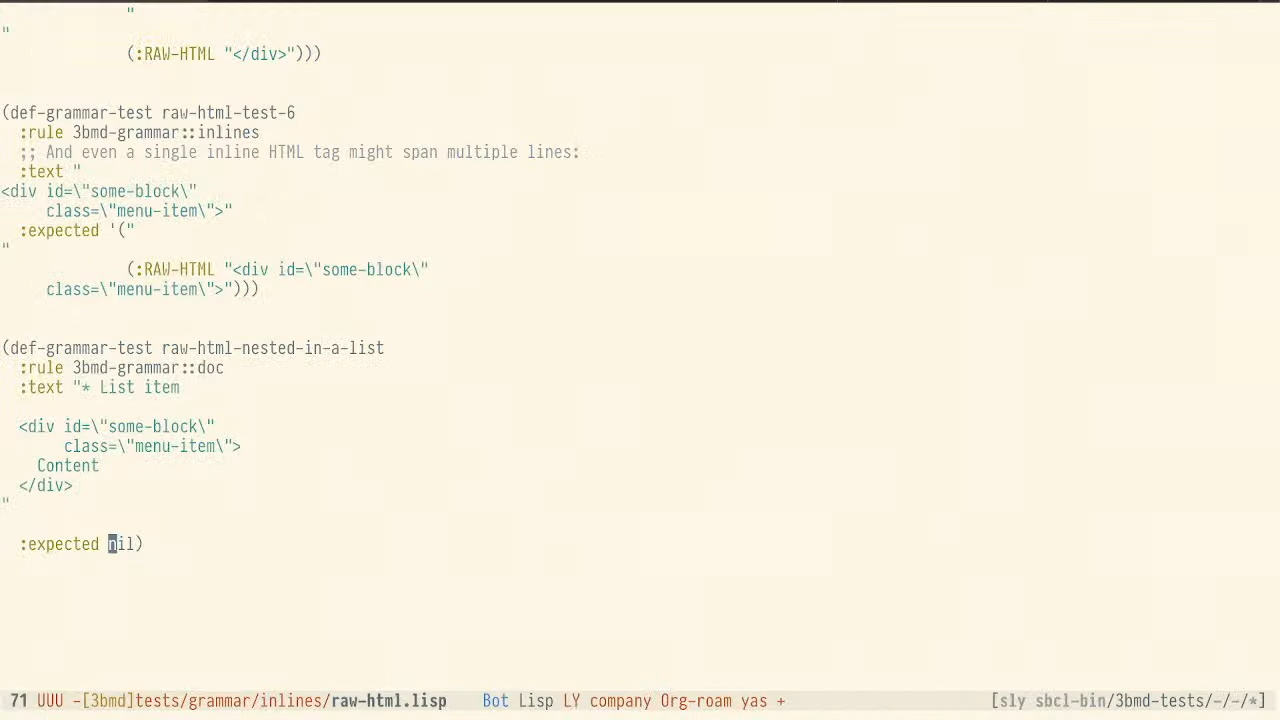 "
"
(:RAW-HTML "</div>")))
(def-grammar-test raw-html-test-6
:rule 3bmd-grammar::inlines
;; And even a single inline HTML tag might span multiple lines:
:text "
<div id=\"some-block\"
class=\"menu-item\">"
:expected '("
"
(:RAW-HTML "<div id=\"some-block\"
class=\"menu-item\">")))
(def-grammar-test raw-html-nested-in-a-list
:rule 3bmd-grammar::doc
:text "* List item
<div id=\"some-block\"
class=\"menu-item\">
Content
</div>
"
:expected nil)
71 UUU -[3bmd]tests/grammar/inlines/raw-html.lisp Bot Lisp LY company Org-roam yas + [sly sbcl-bin/3bmd-tests/-/-/*]